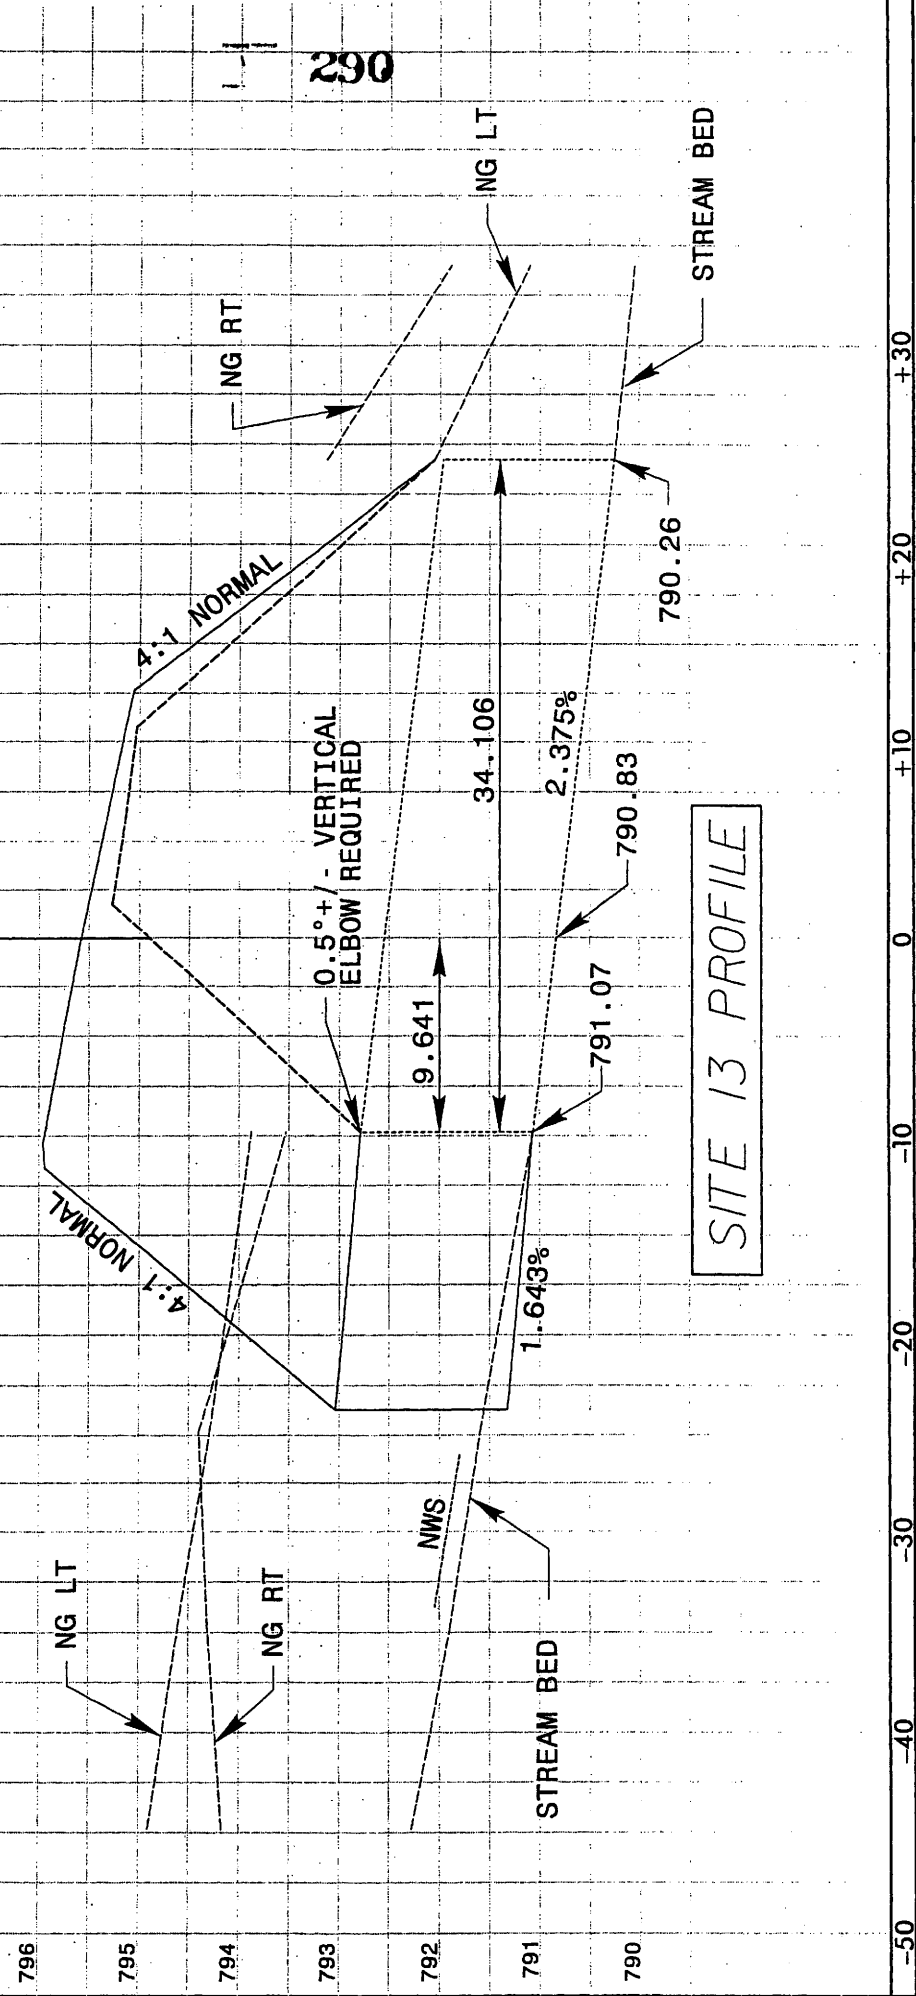 290
NG RT
NG LT
STREAM BED
4:1 NORMAL
4:1 NORMAL
0.5°+/- VERTICAL
ELBOW REQUIRED
NG LT
NG RT
NWS
STREAM BED
9.641
34.106
2.375%
1.643%
790.26
790.83
791.07
SITE 13 PROFILE
796
795
794
793
792
791
790
-50
-40
-30
-20
-10
0
+10
+20
+30